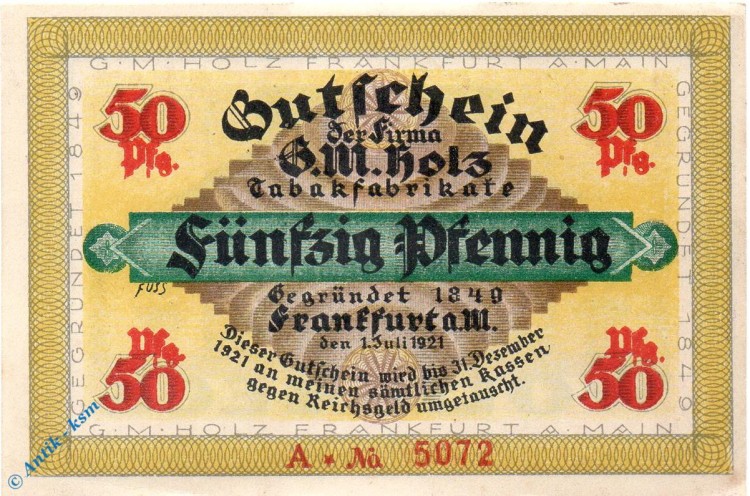 G·M·HOLZ FRANKFURT A·MAIN
GEGRÜNDET 1849
GEGRÜNDET 1849
50
Pfg.
50
Pfg.
Gutschein
der Firma
G.M.Holz
Tabakfabrikate
Fünfzig Pfennig
FUSS
Gegründet 1849
Frankfurt a.M.
den 1. Juli 1921
Dieser Gutschein wird bis 31. Dezember
1921 an meinen sämtlichen Kassen
gegen Reichsgeld umgetauscht.
Pfg.
50
Pfg.
50
G·M·HOLZ FRANKFURT A·MAIN
A * No 5072
© Antik-ksm